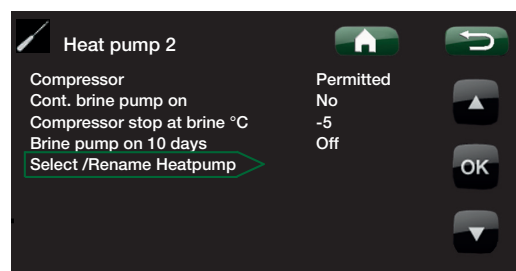 Heat pump 2
Compressor Permitted
Cont. brine pump on No
Compressor stop at brine °C -5
Brine pump on 10 days Off
Select /Rename Heatpump
OK